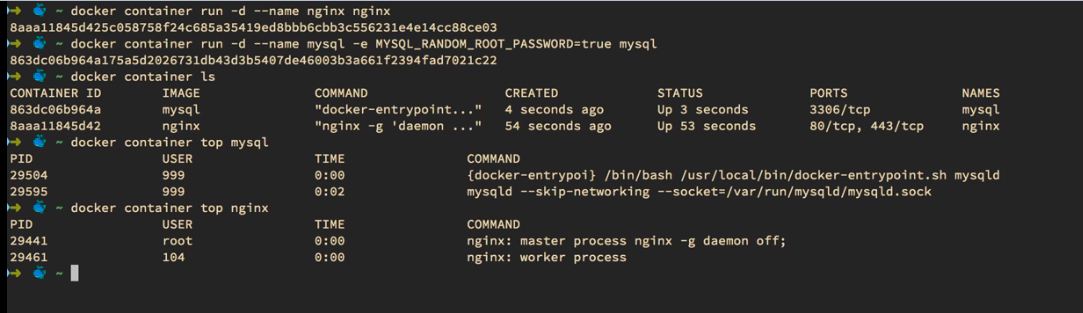 ~ docker container run -d --name nginx nginx
8aaa11845d425c058758f24c685a35419ed8bbb6cbb3c556231e4e14cc88ce03
~ docker container run -d --name mysql -e MYSQL_RANDOM_ROOT_PASSWORD=true mysql
863dc06b964a175a5d2026731db43d3b5407de46003b3a661f2394fad7021c22
~ docker container ls
CONTAINER ID IMAGE COMMAND CREATED STATUS PORTS NAMES
863dc06b964a mysql "docker-entrypoint..." 4 seconds ago Up 3 seconds 3306/tcp mysql
8aaa11845d42 nginx "nginx -g 'daemon ..." 54 seconds ago Up 53 seconds 80/tcp, 443/tcp nginx
~ docker container top mysql
PID USER TIME COMMAND
29504 999 0:00 {docker-entrypoi} /bin/bash /usr/local/bin/docker-entrypoint.sh mysqld
29595 999 0:02 mysqld --skip-networking --socket=/var/run/mysqld/mysqld.sock
~ docker container top nginx
PID USER TIME COMMAND
29441 root 0:00 nginx: master process nginx -g daemon off;
29461 104 0:00 nginx: worker process
~